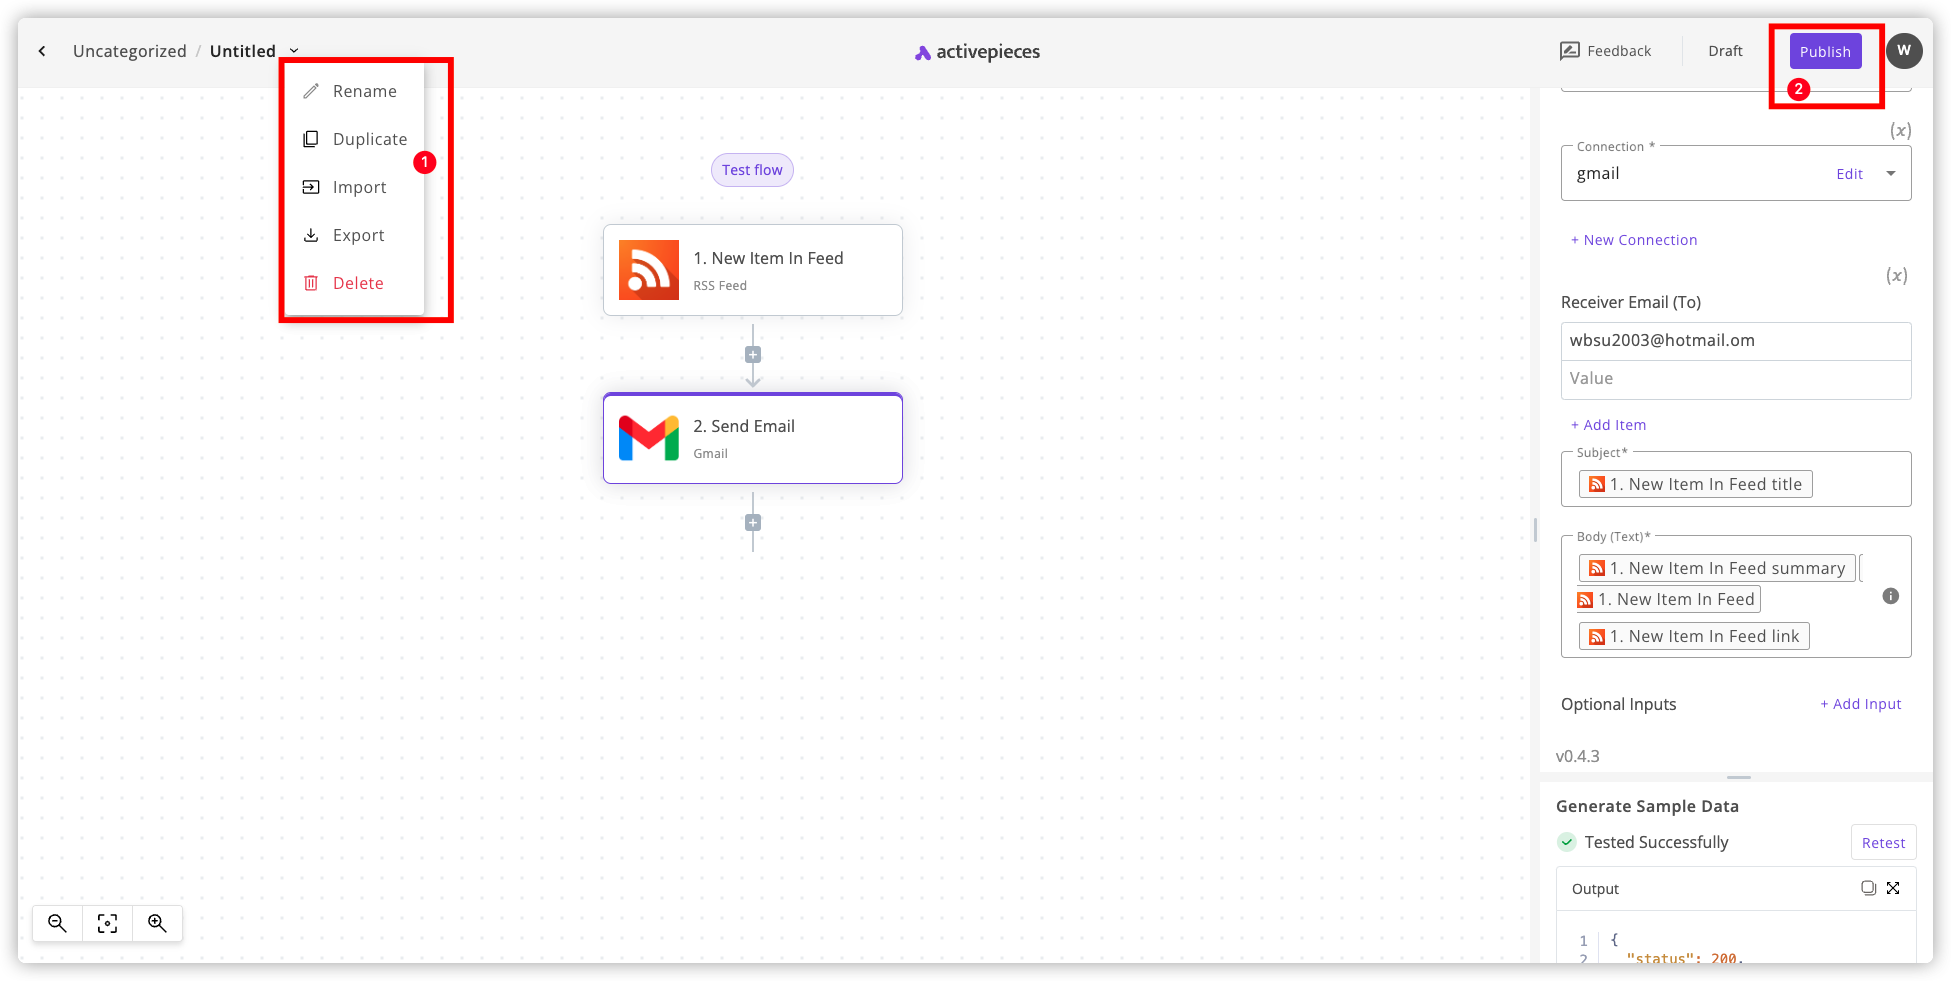 Uncategorized / Untitled
activepieces
Feedback
Draft
Publish
W
2
Rename
Duplicate
1
Import
Export
Delete
Test flow
1. New Item In Feed
RSS Feed
2. Send Email
Gmail
(x)
Connection *
gmail
Edit
+ New Connection
(x)
Receiver Email (To)
wbsu2003@hotmail.om
Value
+ Add Item
Subject*
1. New Item In Feed title
Body (Text)*
1. New Item In Feed summary
1. New Item In Feed
1. New Item In Feed link
Optional Inputs
+ Add Input
v0.4.3
Generate Sample Data
Tested Successfully
Retest
Output
1 {
2 "status": 200,